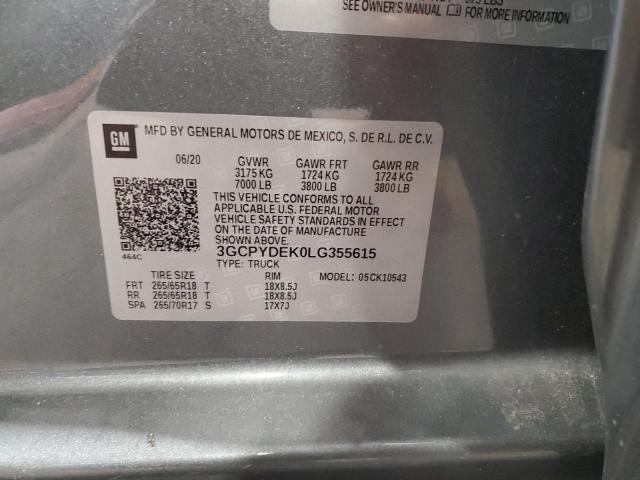 SEE OWNER'S MANUAL FOR MORE INFORMATION
GM
MFD BY GENERAL MOTORS DE MEXICO, S. DE R.L. DE C.V.
06/20 GVWR GAWR FRT GAWR RR
3175 KG 1724 KG 1724 KG
7000 LB 3800 LB 3800 LB
THIS VEHICLE CONFORMS TO ALL
APPLICABLE U.S. FEDERAL MOTOR
VEHICLE SAFETY STANDARDS IN EFFECT
ON THE DATE OF MANUFACTURE
SHOWN ABOVE.
464C
3GCPYDEK0LG355615
TYPE: TRUCK
MODEL: 05CK10543
TIRE SIZE RIM
FRT 265/65R18 T 18X8.5J
RR 265/65R18 T 18X8.5J
SPA 265/70R17 S 17X7J